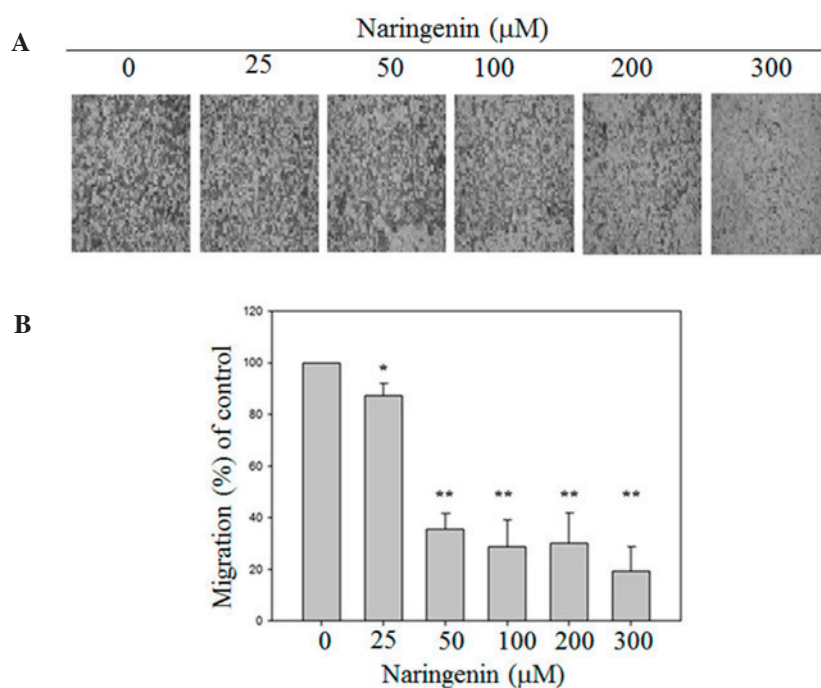 A
Naringenin (μM)
0 25 50 100 200 300
B
Migration (%) of control
120
100
80
60
40
20
0
*
** ** ** **
0 25 50 100 200 300
Naringenin (μM)